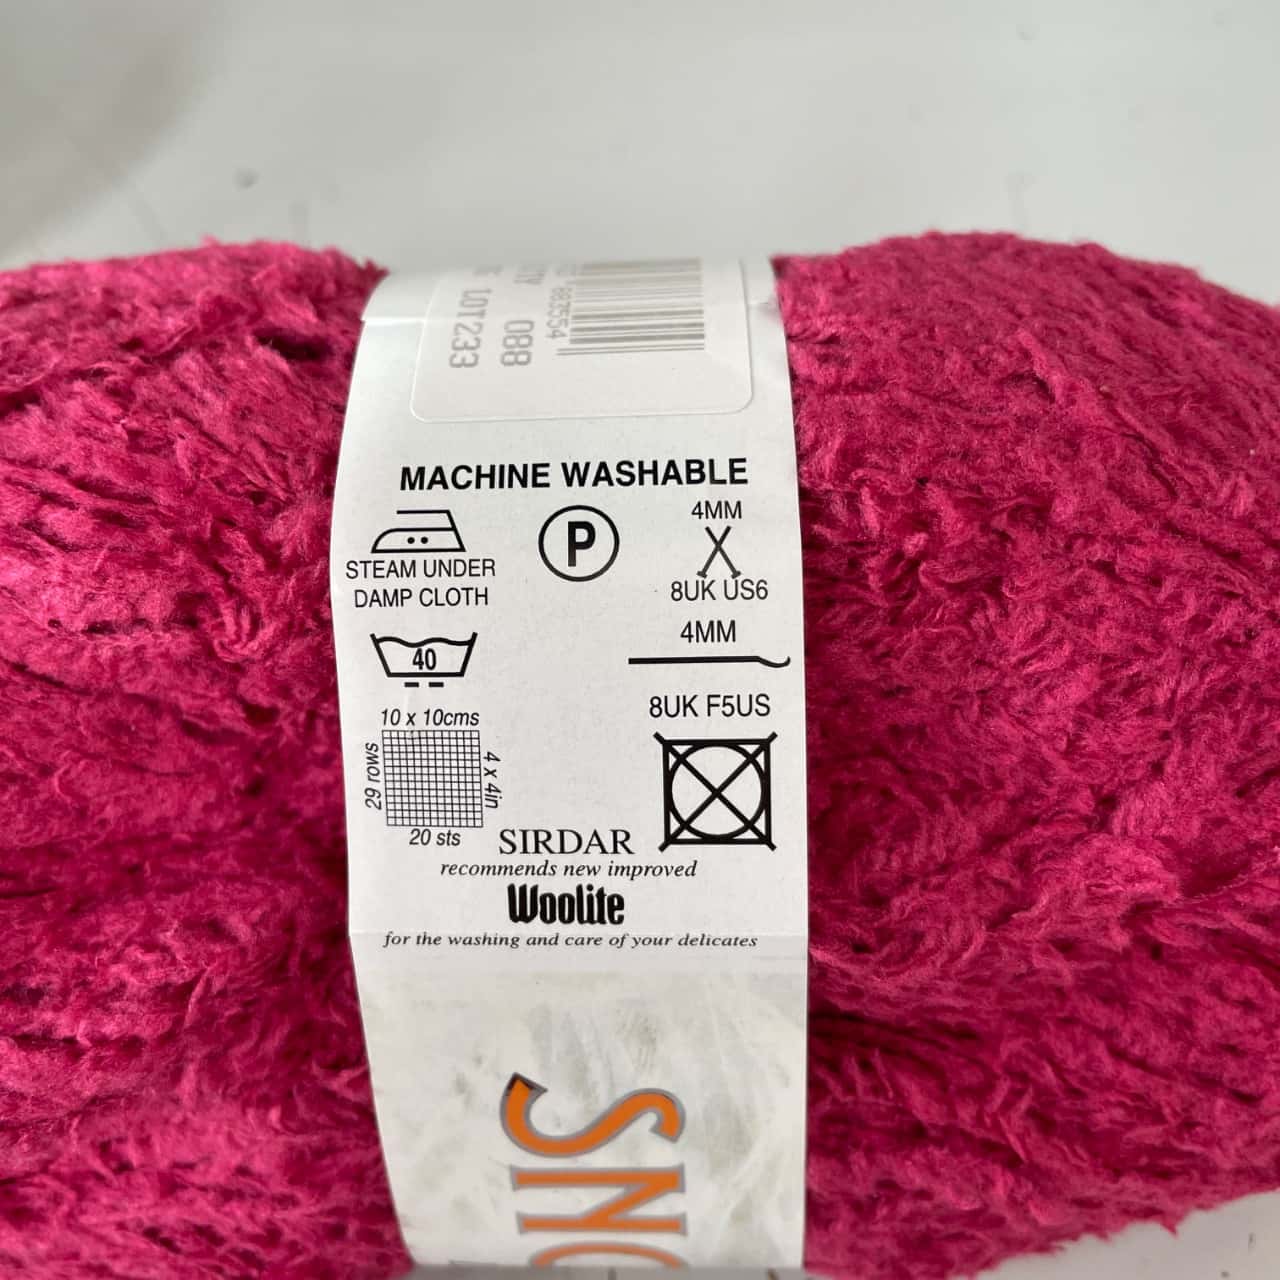 LOT233
088
883554
MACHINE WASHABLE
STEAM UNDER
DAMP CLOTH
P
4MM
8UK US6
4MM
8UK F5US
40
10 x 10cms
29 rows
4 x 4in
20 sts
SIRDAR
recommends new improved
Woolite
for the washing and care of your delicates